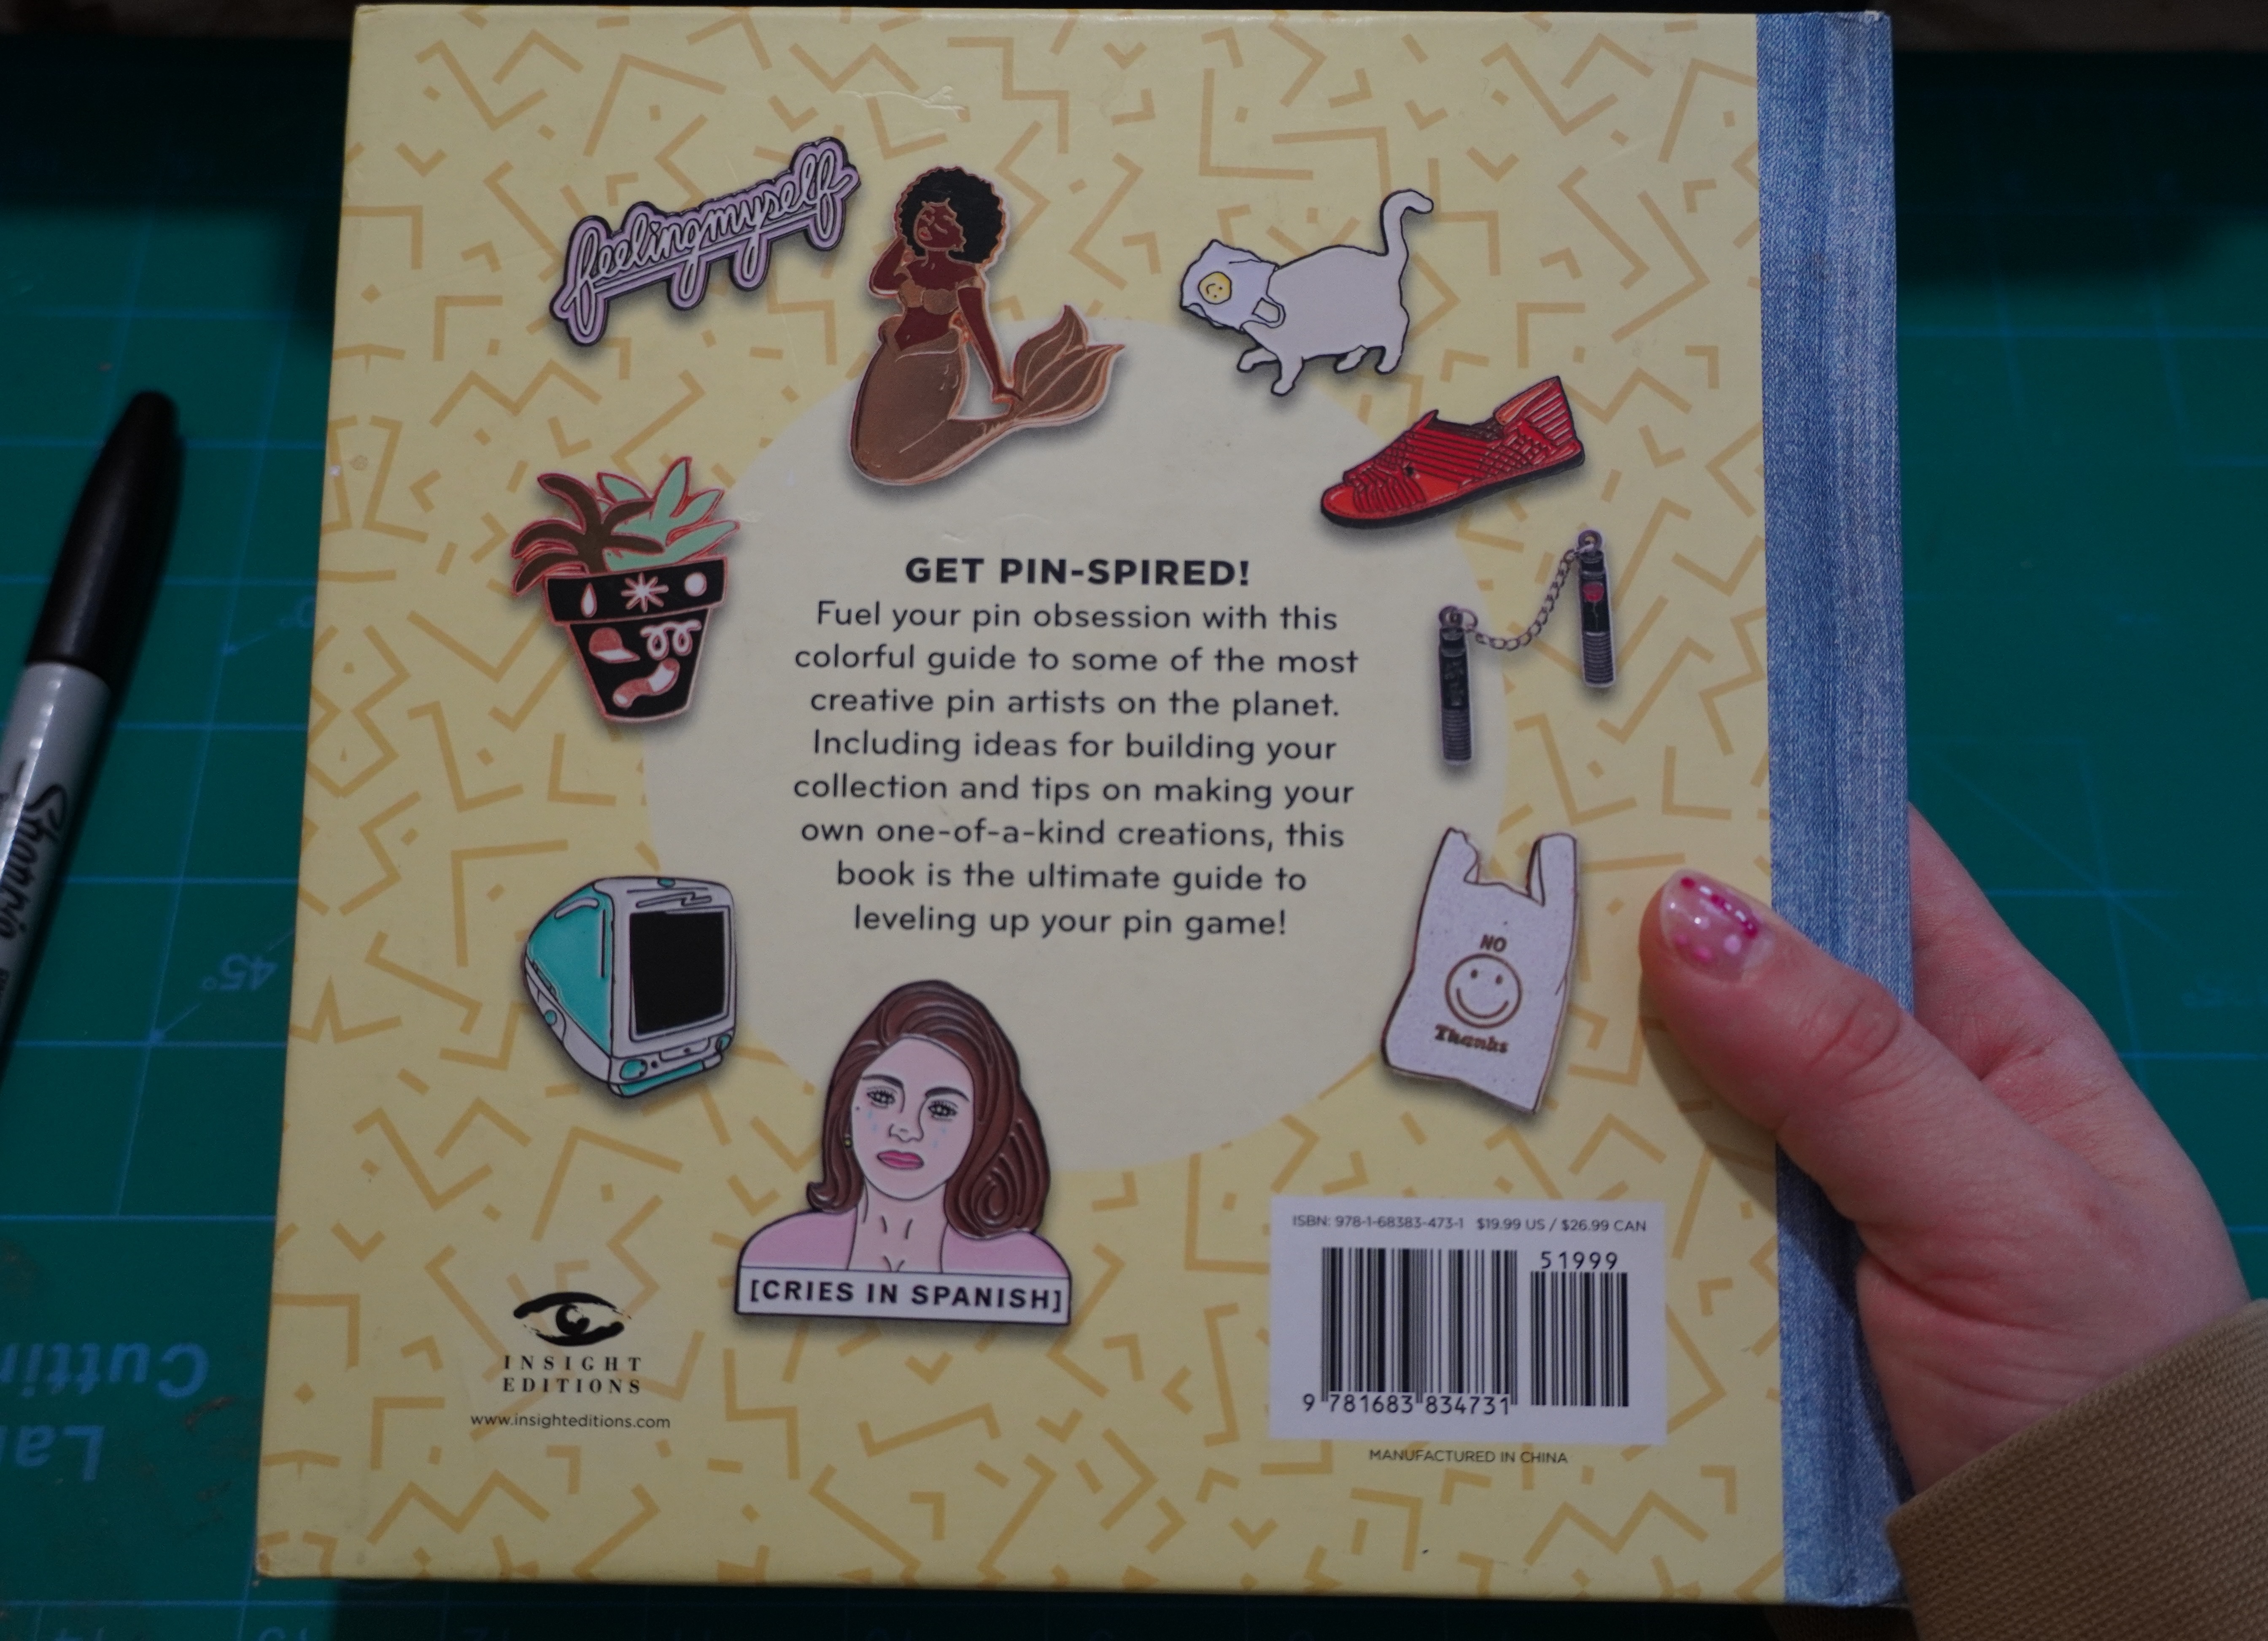 feelingmyself
GET PIN-SPIRED!
Fuel your pin obsession with this
colorful guide to some of the most
creative pin artists on the planet.
Including ideas for building your
collection and tips on making your
own one-of-a-kind creations, this
book is the ultimate guide to
leveling up your pin game!
NO
Thanks
[CRIES IN SPANISH]
INSIGHT
EDITIONS
www.insighteditions.com
ISBN: 978-1-68383-473-1 $19.99 US / $26.99 CAN
51999
9 781683 834731
MANUFACTURED IN CHINA
Sharpie
45°